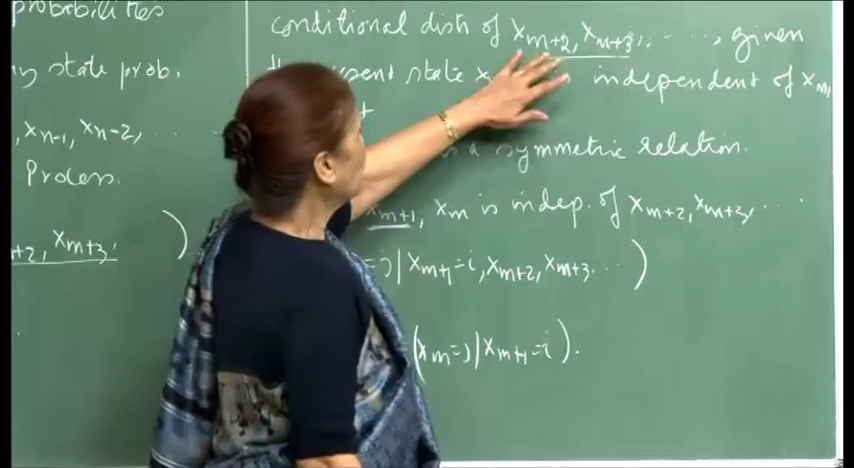 probabilities
state prob.
, xn-1, xn-2, ....
Process.
+2, xm+3, )
conditional distn of xm+2, xm+3, ...., given
present state x independent of xm,
is a symmetric relation.
xm+1, xm is indep. of xm+2, xm+3, ....
= j | xm+1 = i, xm+2, xm+3 ... )
= (xm = j | xm+1 = i).